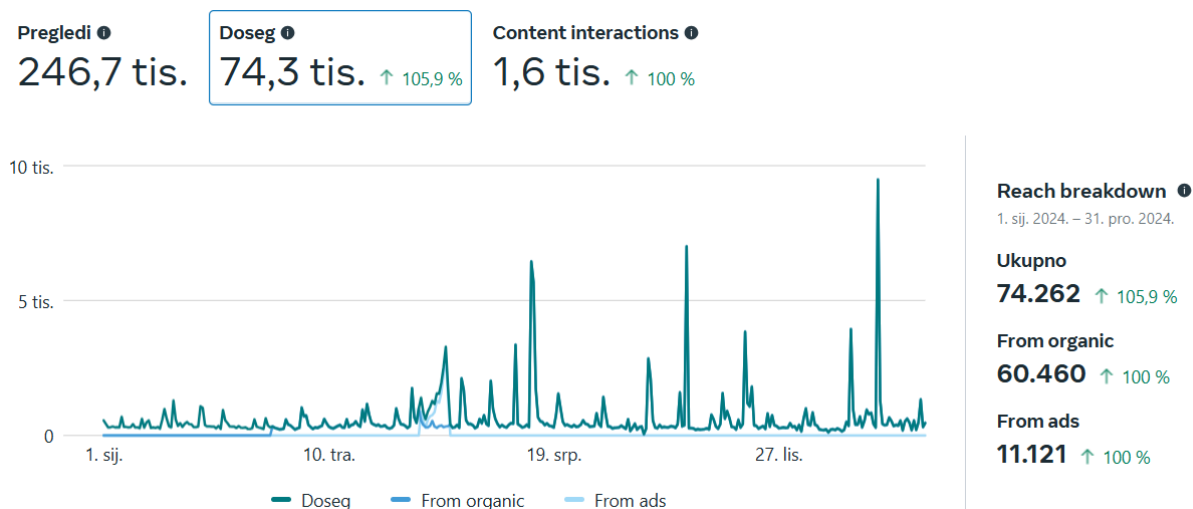 Pregledi
246,7 tis.
Doseg
74,3 tis. ↑ 105,9 %
Content interactions
1,6 tis. ↑ 100 %
10 tis.
5 tis.
0
1. sij.
10. tra.
19. srp.
27. lis.
Doseg
From organic
From ads
Reach breakdown
1. sij. 2024. – 31. pro. 2024.
Ukupno
74.262 ↑ 105,9 %
From organic
60.460 ↑ 100 %
From ads
11.121 ↑ 100 %